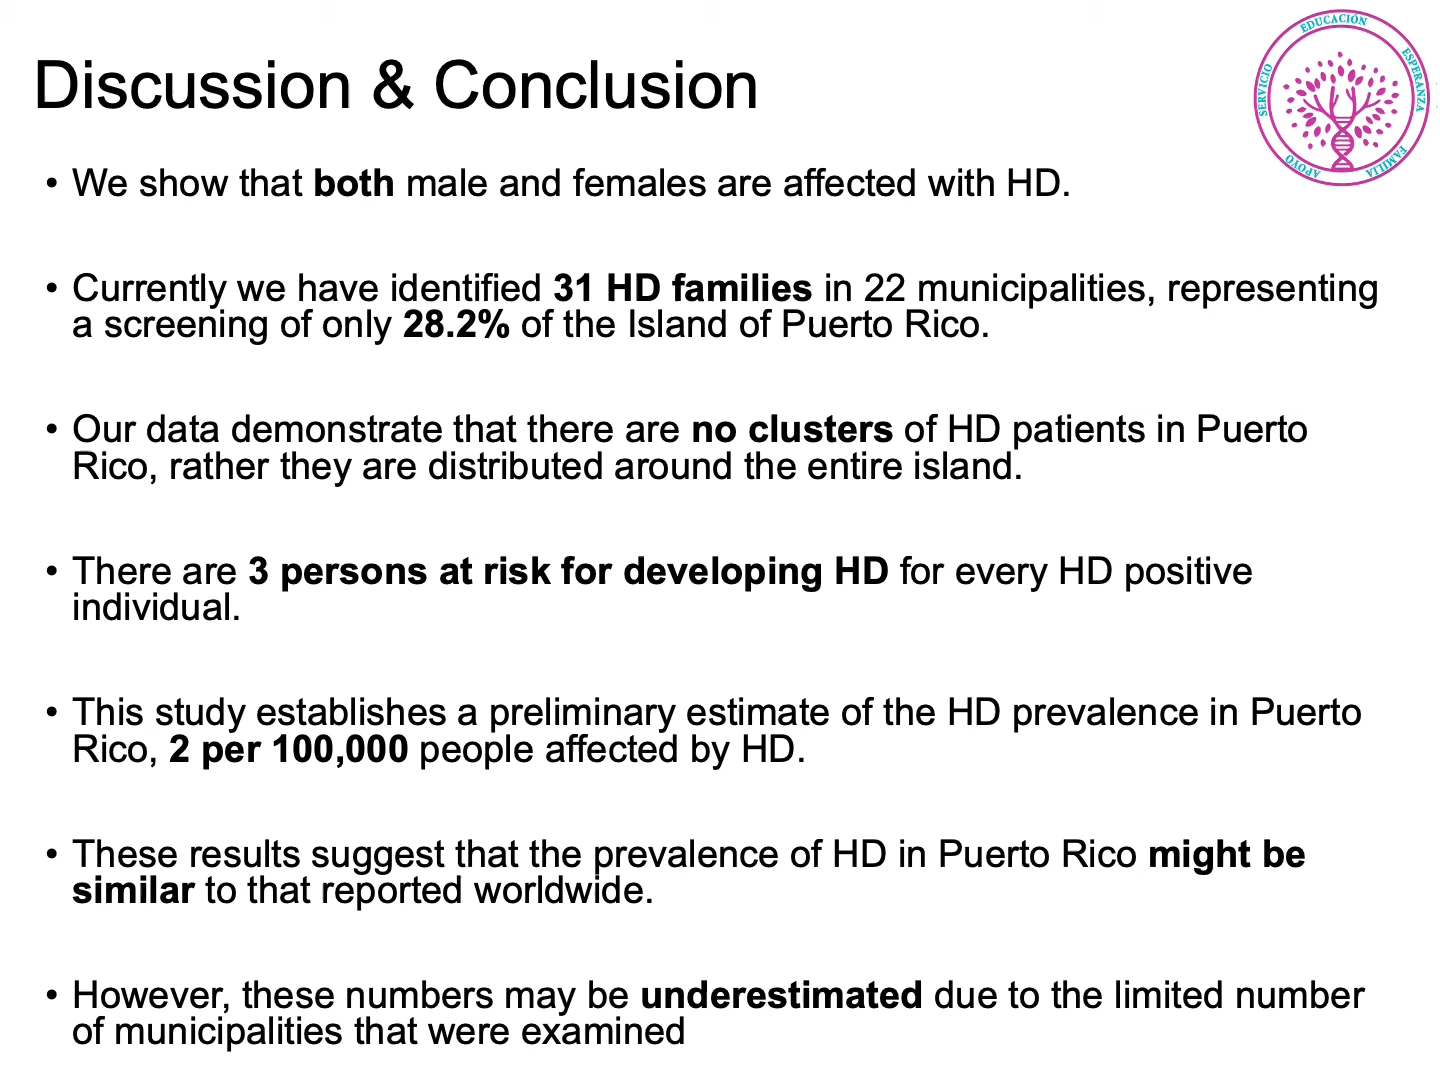 Discussion & Conclusion
EDUCACIÓN
ESPERANZA
FAMILIA
APOYO
SERVICIO
• We show that both male and females are affected with HD.
• Currently we have identified 31 HD families in 22 municipalities, representing
a screening of only 28.2% of the Island of Puerto Rico.
• Our data demonstrate that there are no clusters of HD patients in Puerto
Rico, rather they are distributed around the entire island.
• There are 3 persons at risk for developing HD for every HD positive
individual.
• This study establishes a preliminary estimate of the HD prevalence in Puerto
Rico, 2 per 100,000 people affected by HD.
• These results suggest that the prevalence of HD in Puerto Rico might be
similar to that reported worldwide.
• However, these numbers may be underestimated due to the limited number
of municipalities that were examined